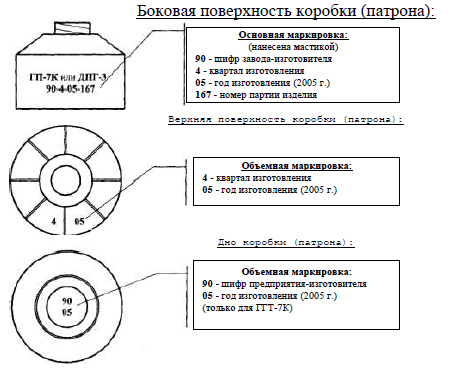 Боковая поверхность коробки (патрона):
ГП-7К или ДПГ-3
90-4-05-167
Основная маркировка:
(нанесена мастикой)
90 - шифр завода-изготовителя
4 - квартал изготовления
05 - год изготовления (2005 г.)
167 - номер партии изделия
Верхняя поверхность коробки (патрона):
4 05
Объемная маркировка:
4 - квартал изготовления
05 - год изготовления (2005 г.)
Дно коробки (патрона):
90
05
Объемная маркировка:
90 - шифр предприятия-изготовителя
05 - год изготовления (2005 г.)
(только для ГГТ-7К)